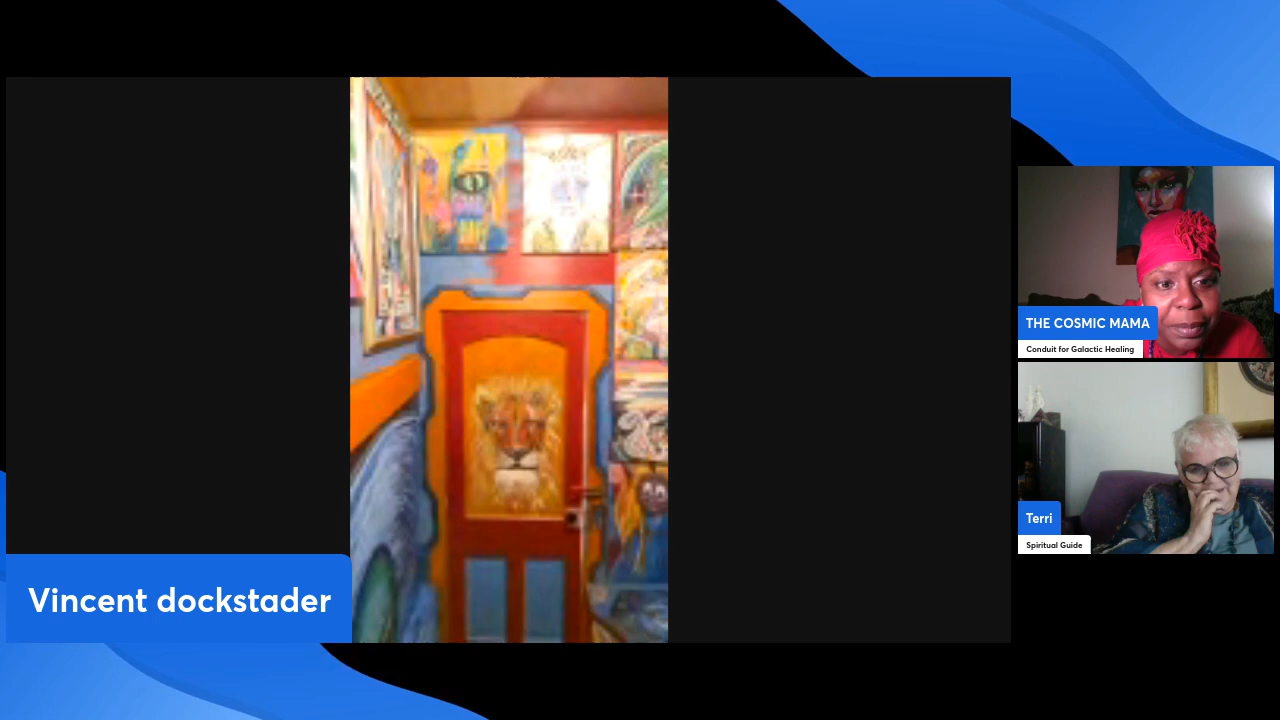 Vincent dockstader
THE COSMIC MAMA
Conduit for Galactic Healing
Terri
Spiritual Guide